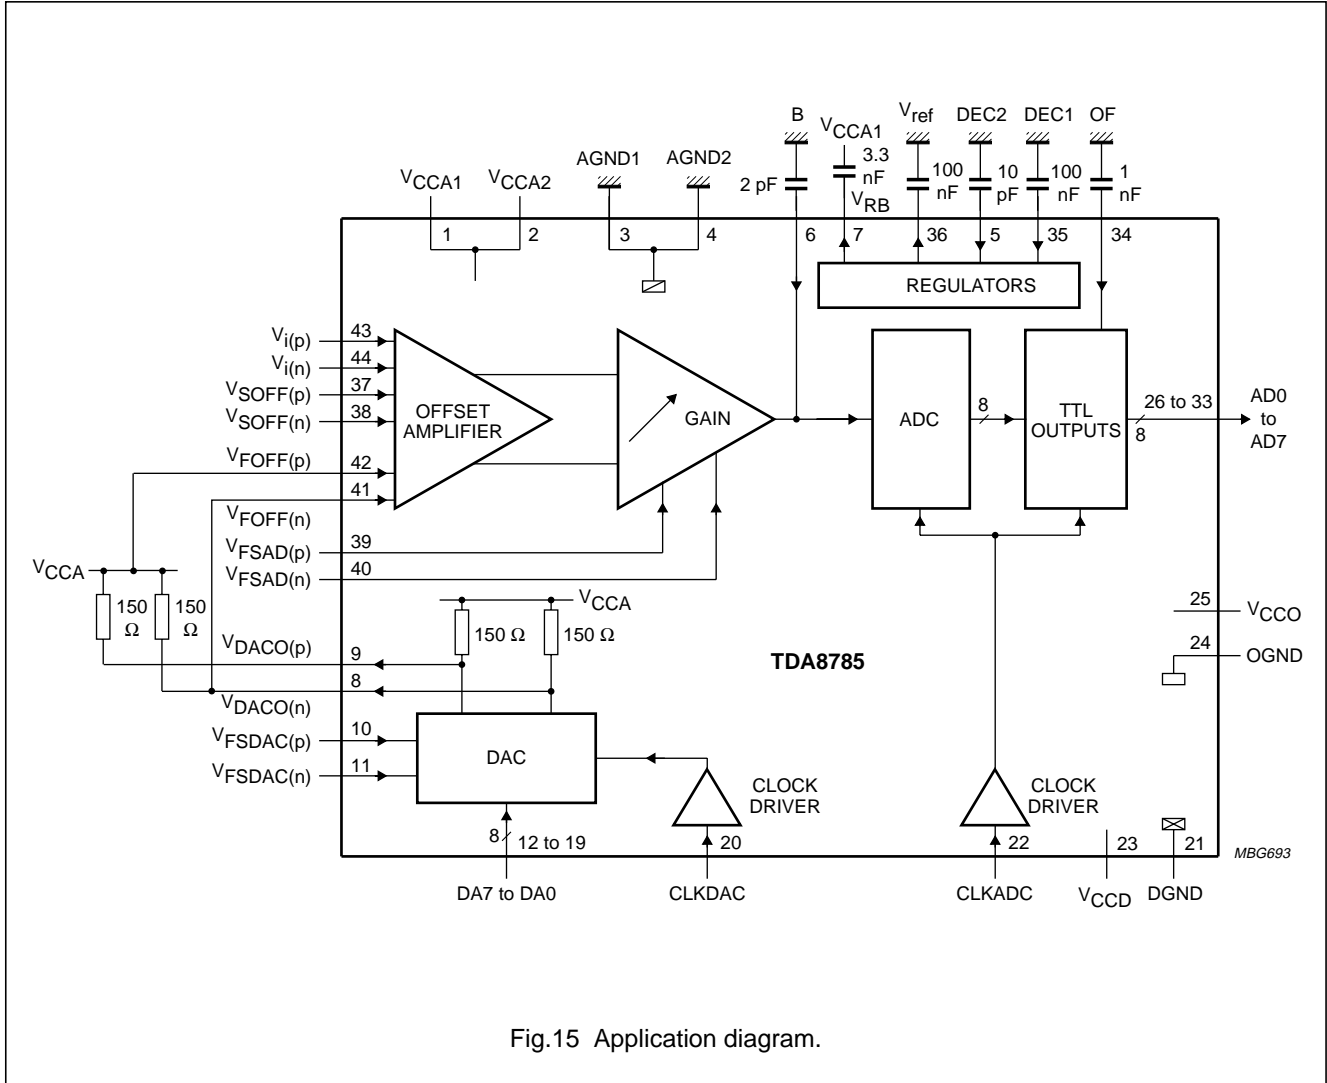 B
Vref
DEC2
DEC1
OF
VCCA1
AGND1
AGND2
3.3
nF
100
nF
10
pF
100
nF
1
nF
2 pF
VCCA1
VCCA2
VRB
1
2
3
4
6
7
36
5
35
34
REGULATORS
Vi(p)
43
Vi(n)
44
VSOFF(p)
37
VSOFF(n)
38
OFFSET
AMPLIFIER
GAIN
ADC
8
TTL
OUTPUTS
26 to 33
8
AD0
to
AD7
VFOFF(p)
42
41
VFOFF(n)
VFSAD(p)
39
VFSAD(n)
40
VCCA
150
Ω
150
Ω
VCCA
150 Ω
150 Ω
25
VCCO
24
OGND
VDACO(p)
9
8
VDACO(n)
TDA8785
VFSDAC(p)
10
VFSDAC(n)
11
DAC
CLOCK
DRIVER
CLOCK
DRIVER
8
12 to 19
20
22
23
21
MBG693
DA7 to DA0
CLKDAC
CLKADC
VCCD
DGND
Fig.15 Application diagram.